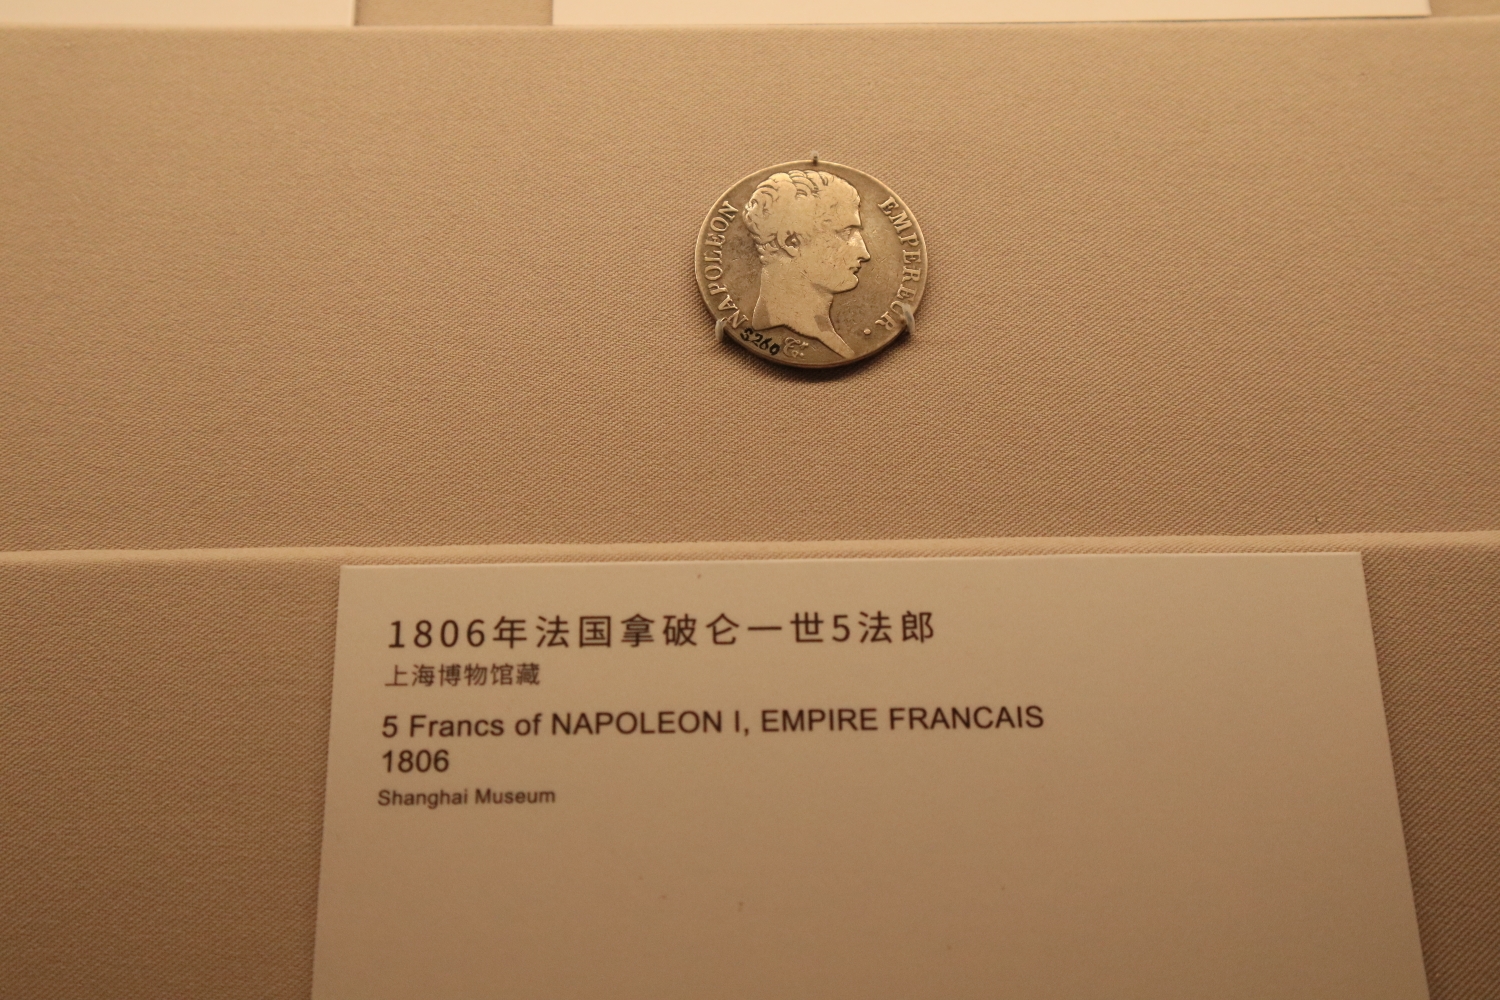 NAPOLEON EMPEREUR.
S260
1806年法国拿破仑一世5法郎
上海博物馆藏
5 Francs of NAPOLEON I, EMPIRE FRANCAIS
1806
Shanghai Museum